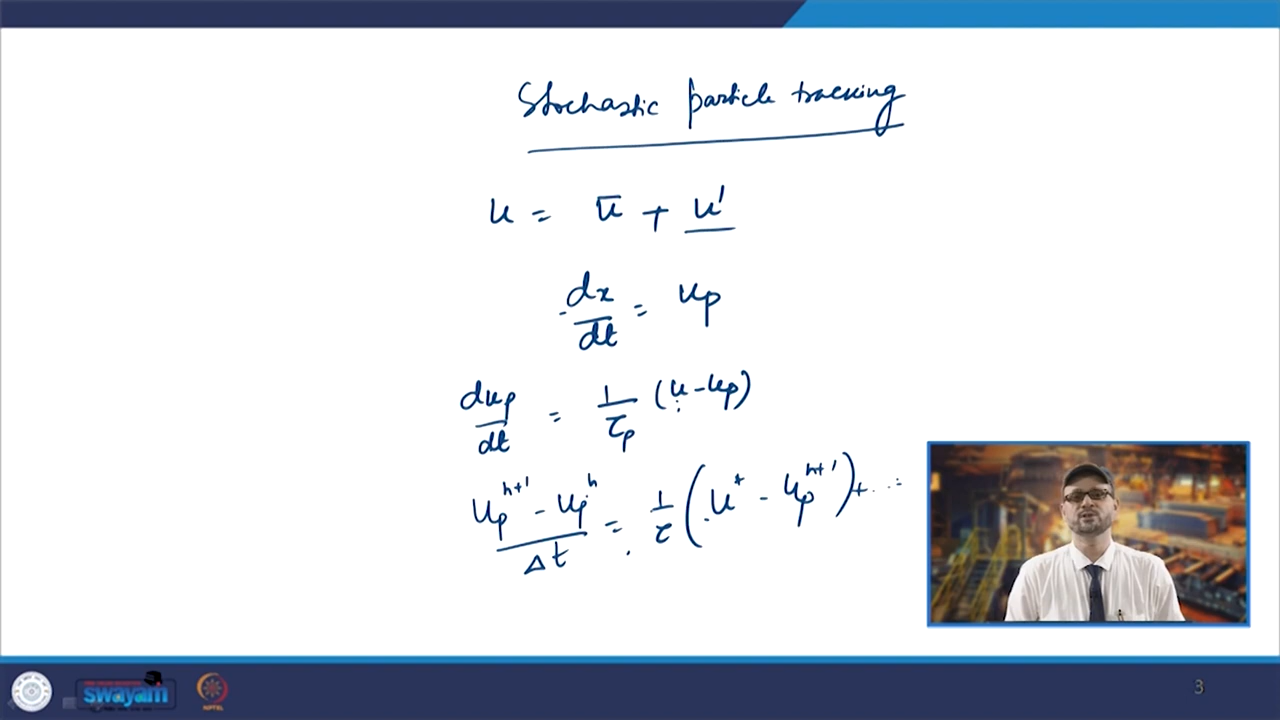 Stochastic particle tracking
u = ū + u'
dx/dt = up
dup/dt = 1/τp (u - up)
(up^n+1 - up^n)/Δt = 1/τ (u* - up^n+1) + ...
swayam
3